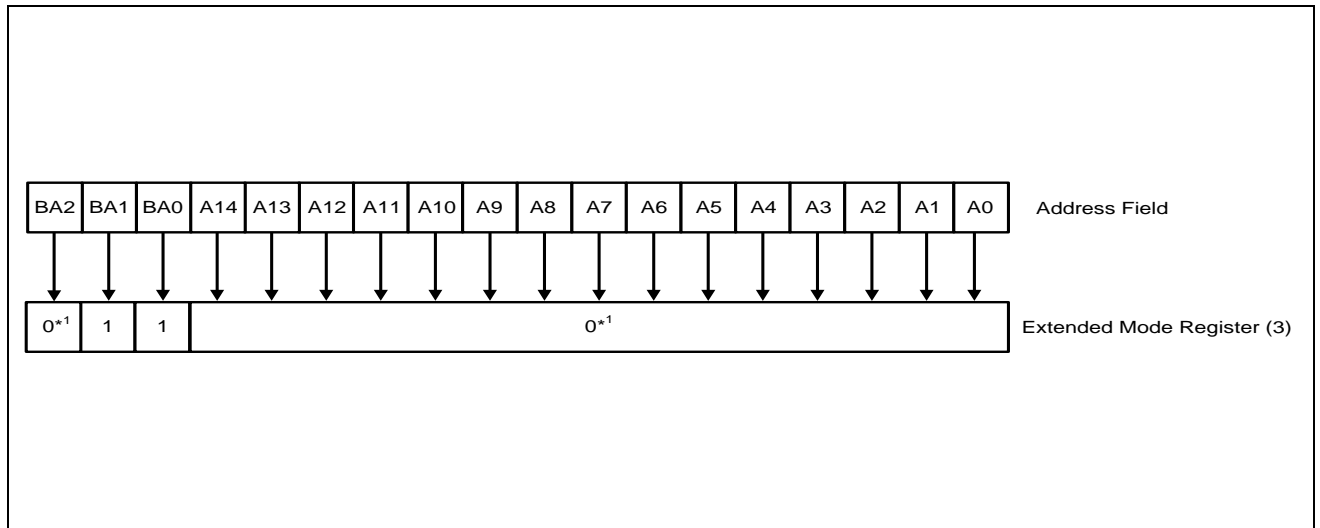 BA2 BA1 BA0 A14 A13 A12 A11 A10 A9 A8 A7 A6 A5 A4 A3 A2 A1 A0 Address Field
0*1 1 1 0*1 Extended Mode Register (3)